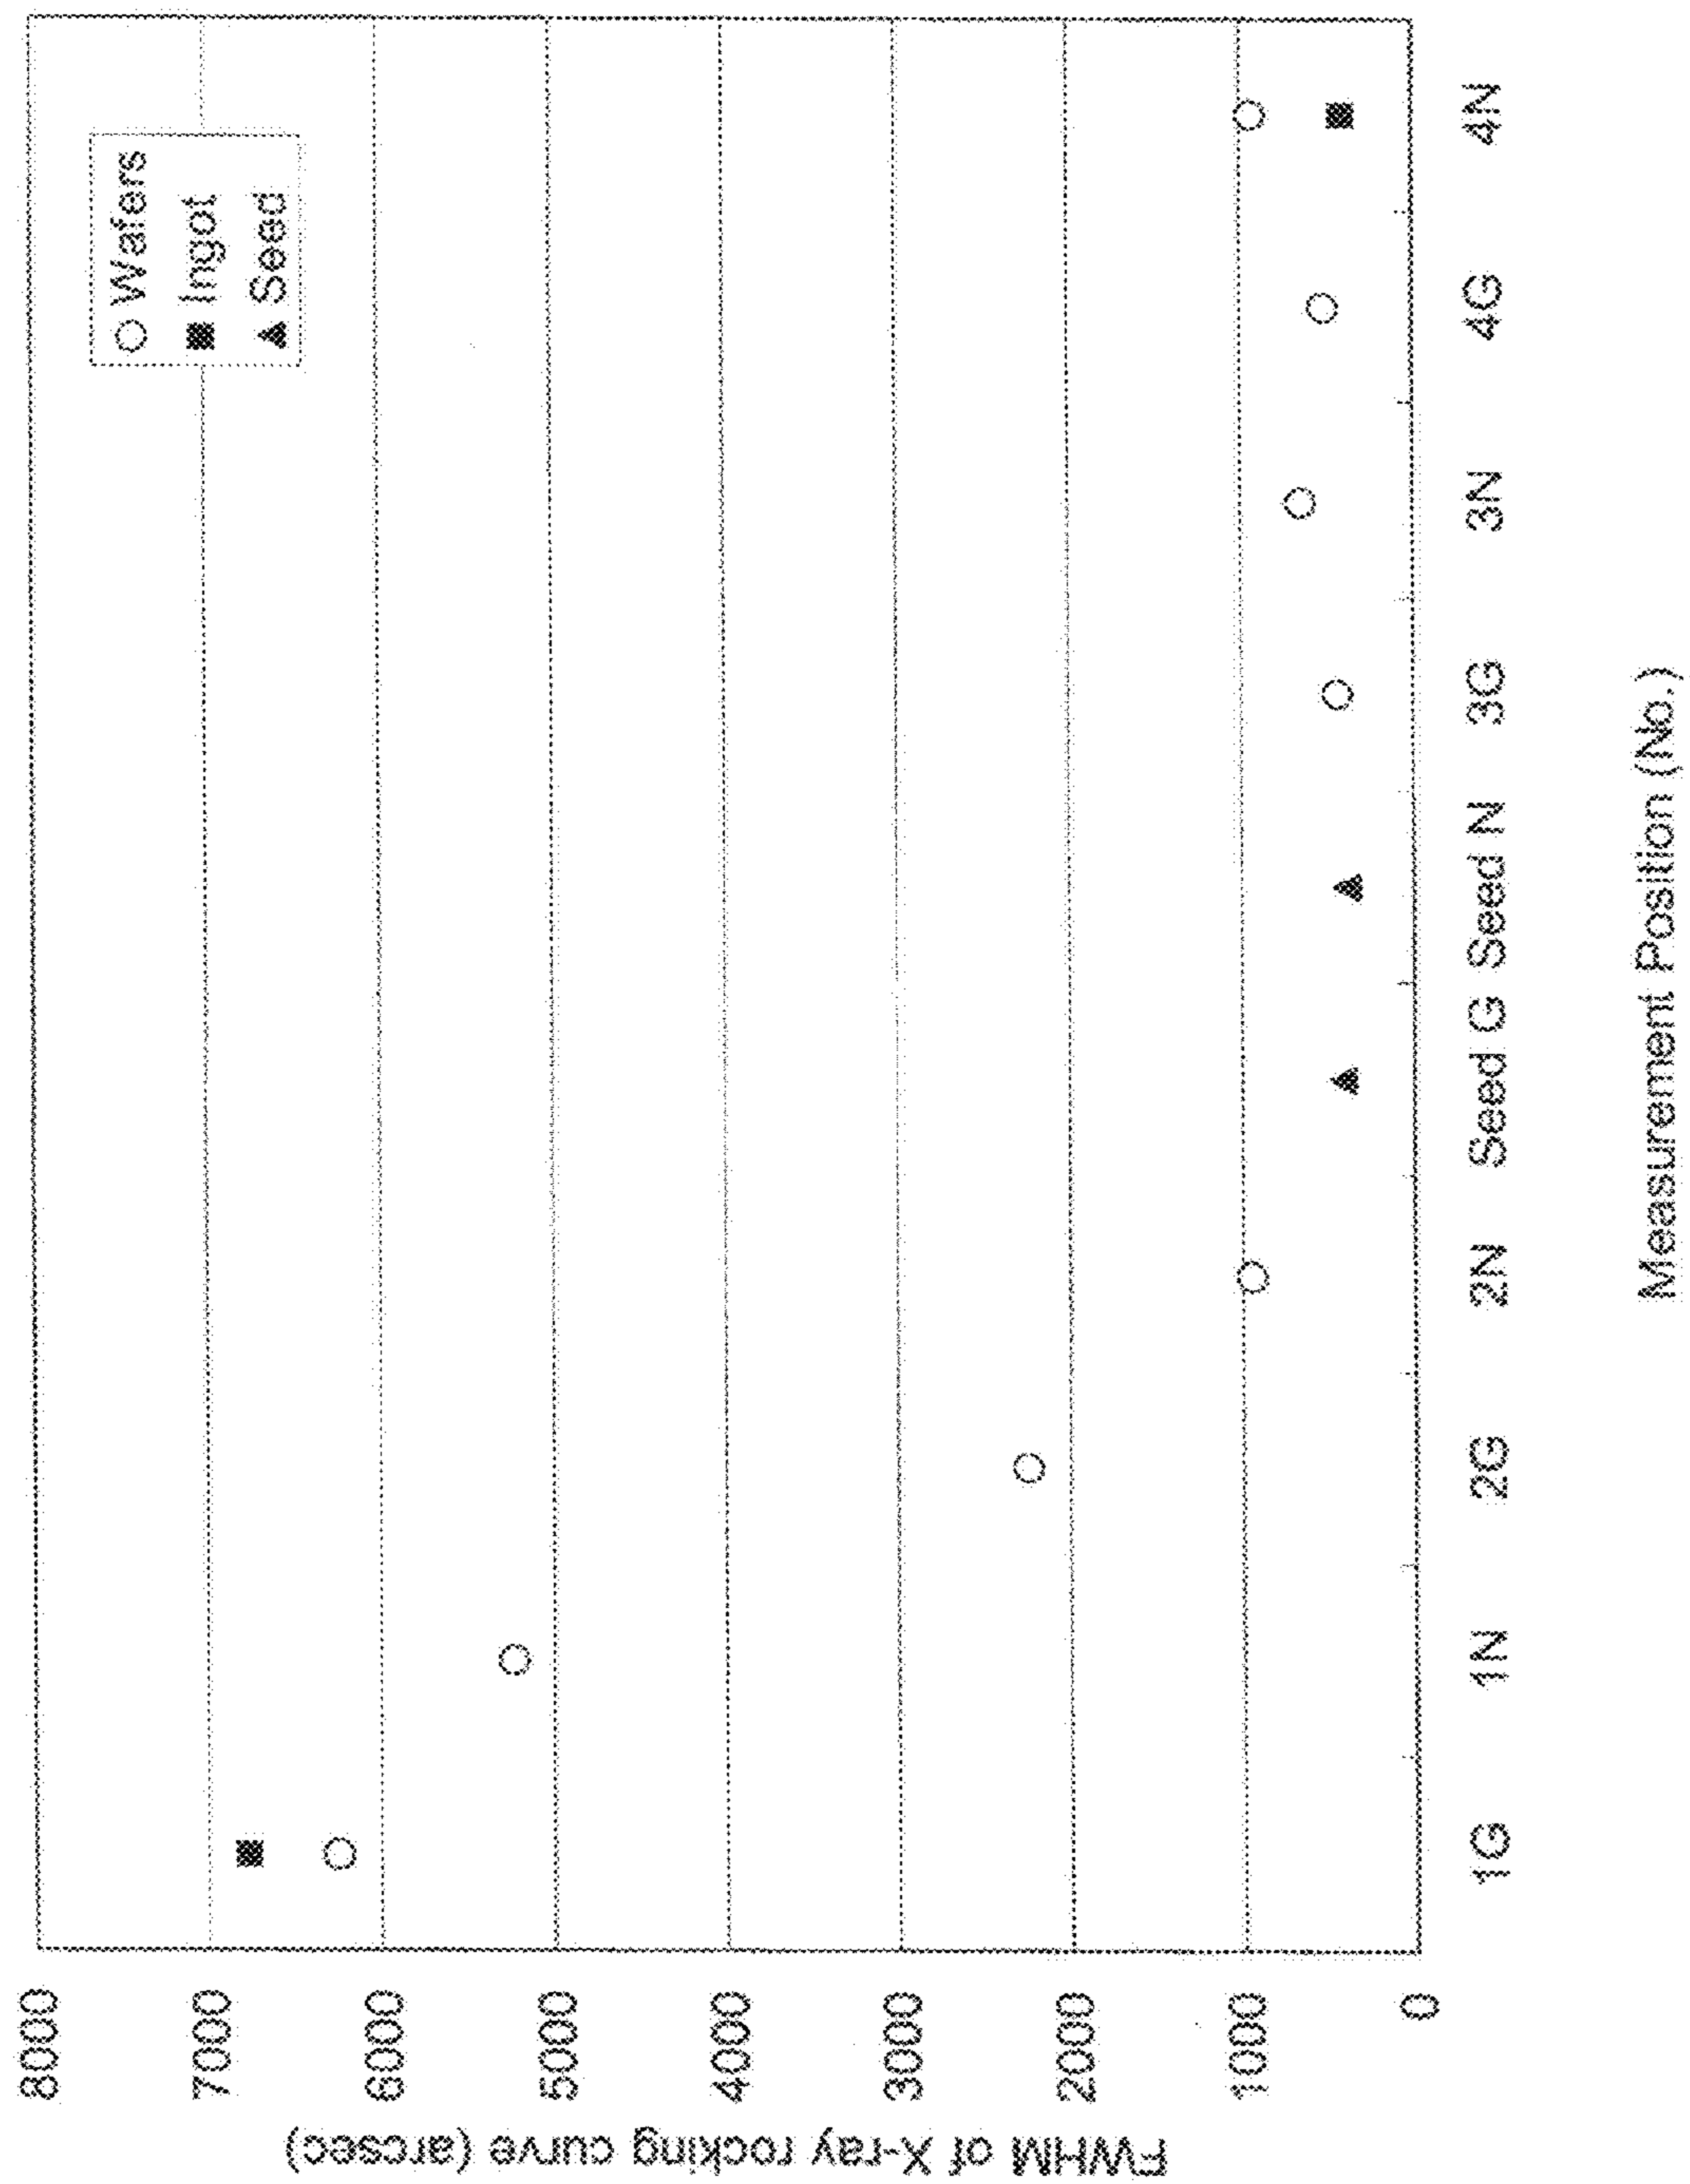 FWHM of X-ray rocking curve (arcsec)
8000
7000
6000
5000
4000
3000
2000
1000
0
Wafers
Ingot
Seed
1G 1N 2G 2N Seed G Seed N 3G 3N 4G 4N
Measurement Position (No.)